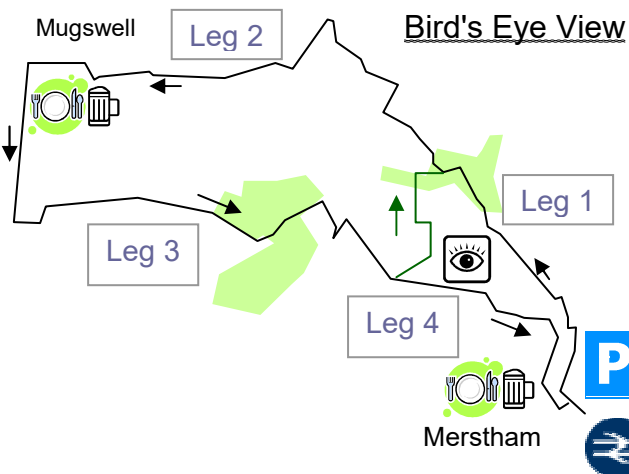 Bird's Eye View
Mugswell
Leg 2
Leg 1
Leg 3
Leg 4
P
Merstham